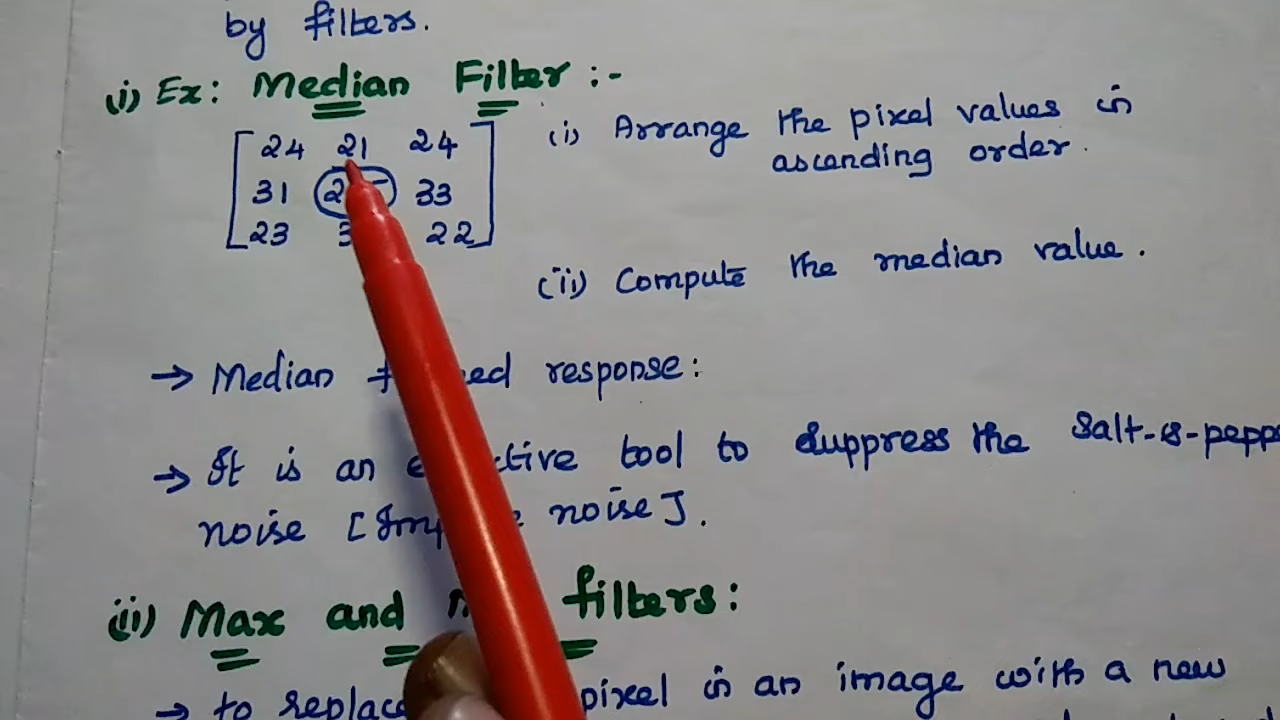 by filters.
(i) Ex: Median Filter :-
24 21 24
31 33
23 22
(i) Arrange the pixel values in
ascending order.
(ii) Compute the median value.
→ Median response:
→ It is an tool to suppress the Salt-&-
noise [ noise].
(ii) Max and filters:
→ to pixel in an image with a new